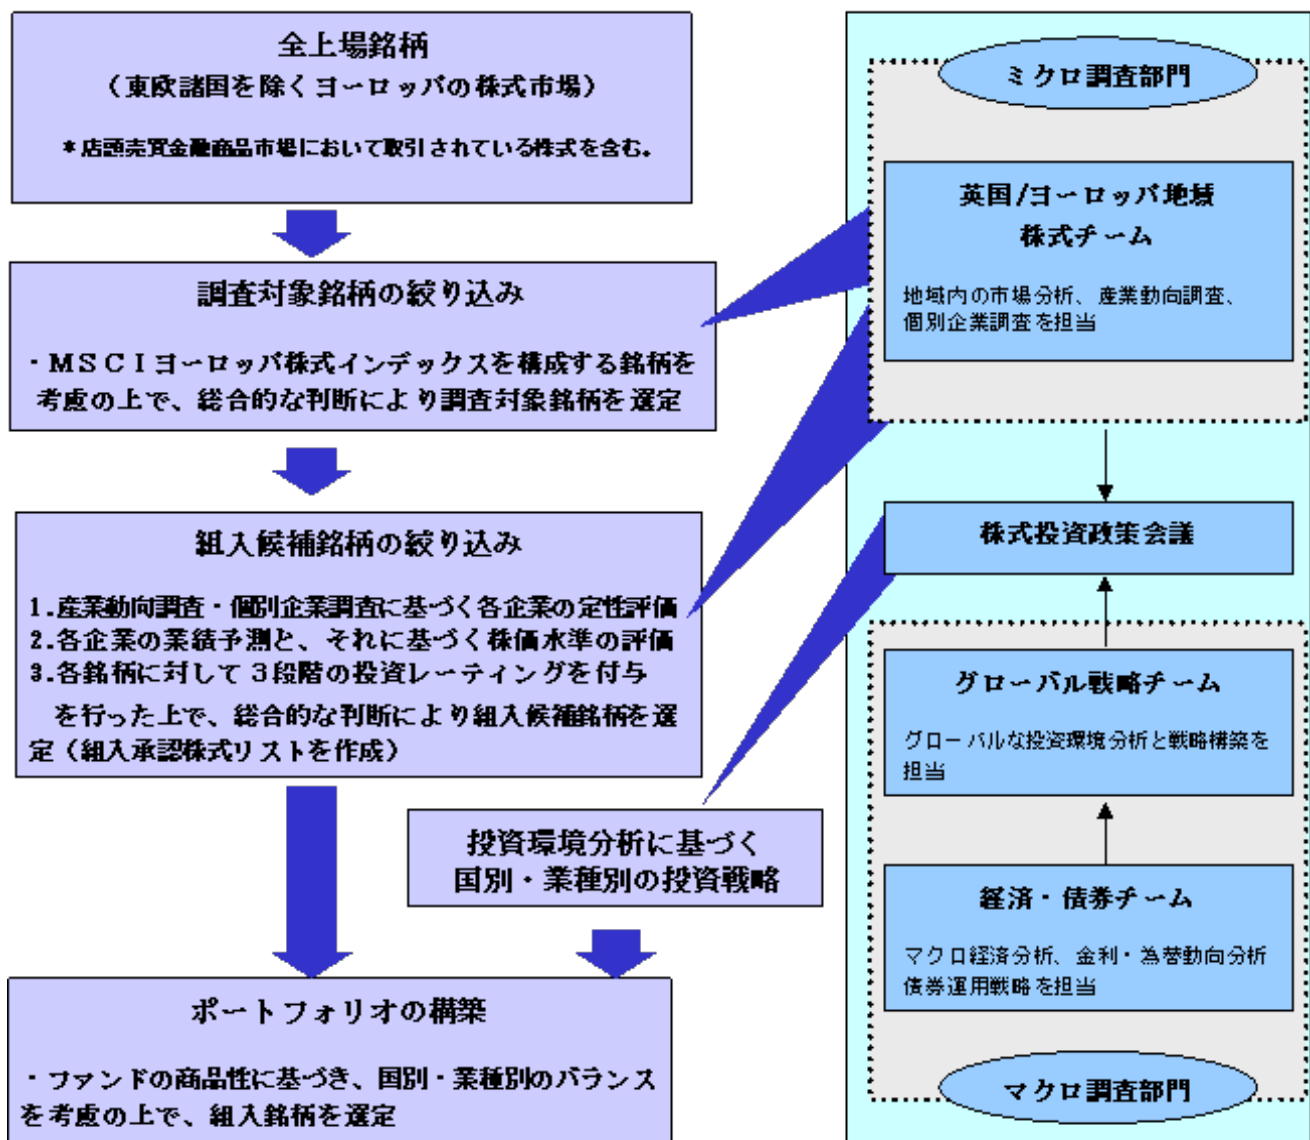 全上場銘柄
（東欧諸国を除くヨーロッパの株式市場）
*店頭売買金融商品市場において取引されている株式を含む。
調査対象銘柄の絞り込み
・ＭＳＣＩヨーロッパ株式インデックスを構成する銘柄を
考慮の上で、総合的な判断により調査対象銘柄を選定
組入候補銘柄の絞り込み
1.産業動向調査・個別企業調査に基づく各企業の定性評価
2.各企業の業績予測と、それに基づく株価水準の評価
3.各銘柄に対して３段階の投資レーティングを付与
を行った上で、総合的な判断により組入候補銘柄を選
定（組入承認株式リストを作成）
投資環境分析に基づく
国別・業種別の投資戦略
ポートフォリオの構築
・ファンドの商品性に基づき、国別・業種別のバランス
を考慮の上で、組入銘柄を選定
ミクロ調査部門
英国/ヨーロッパ地域
株式チーム
地域内の市場分析、産業動向調査、
個別企業調査を担当
株式投資政策会議
グローバル戦略チーム
グローバルな投資環境分析と戦略構築を
担当
経済・債券チーム
マクロ経済分析、金利・為替動向分析
債券運用戦略を担当
マクロ調査部門